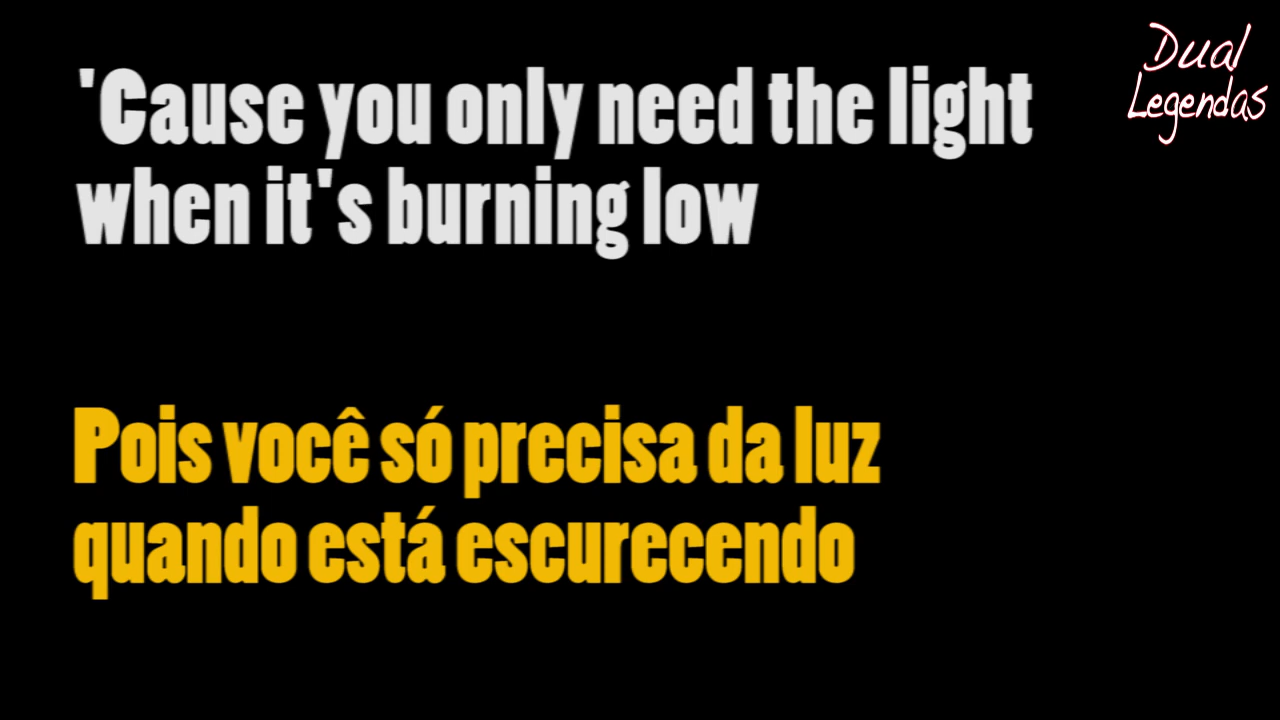 Dual
Legendas
'Cause you only need the light
when it's burning low
Pois você só precisa da luz
quando está escurecendo